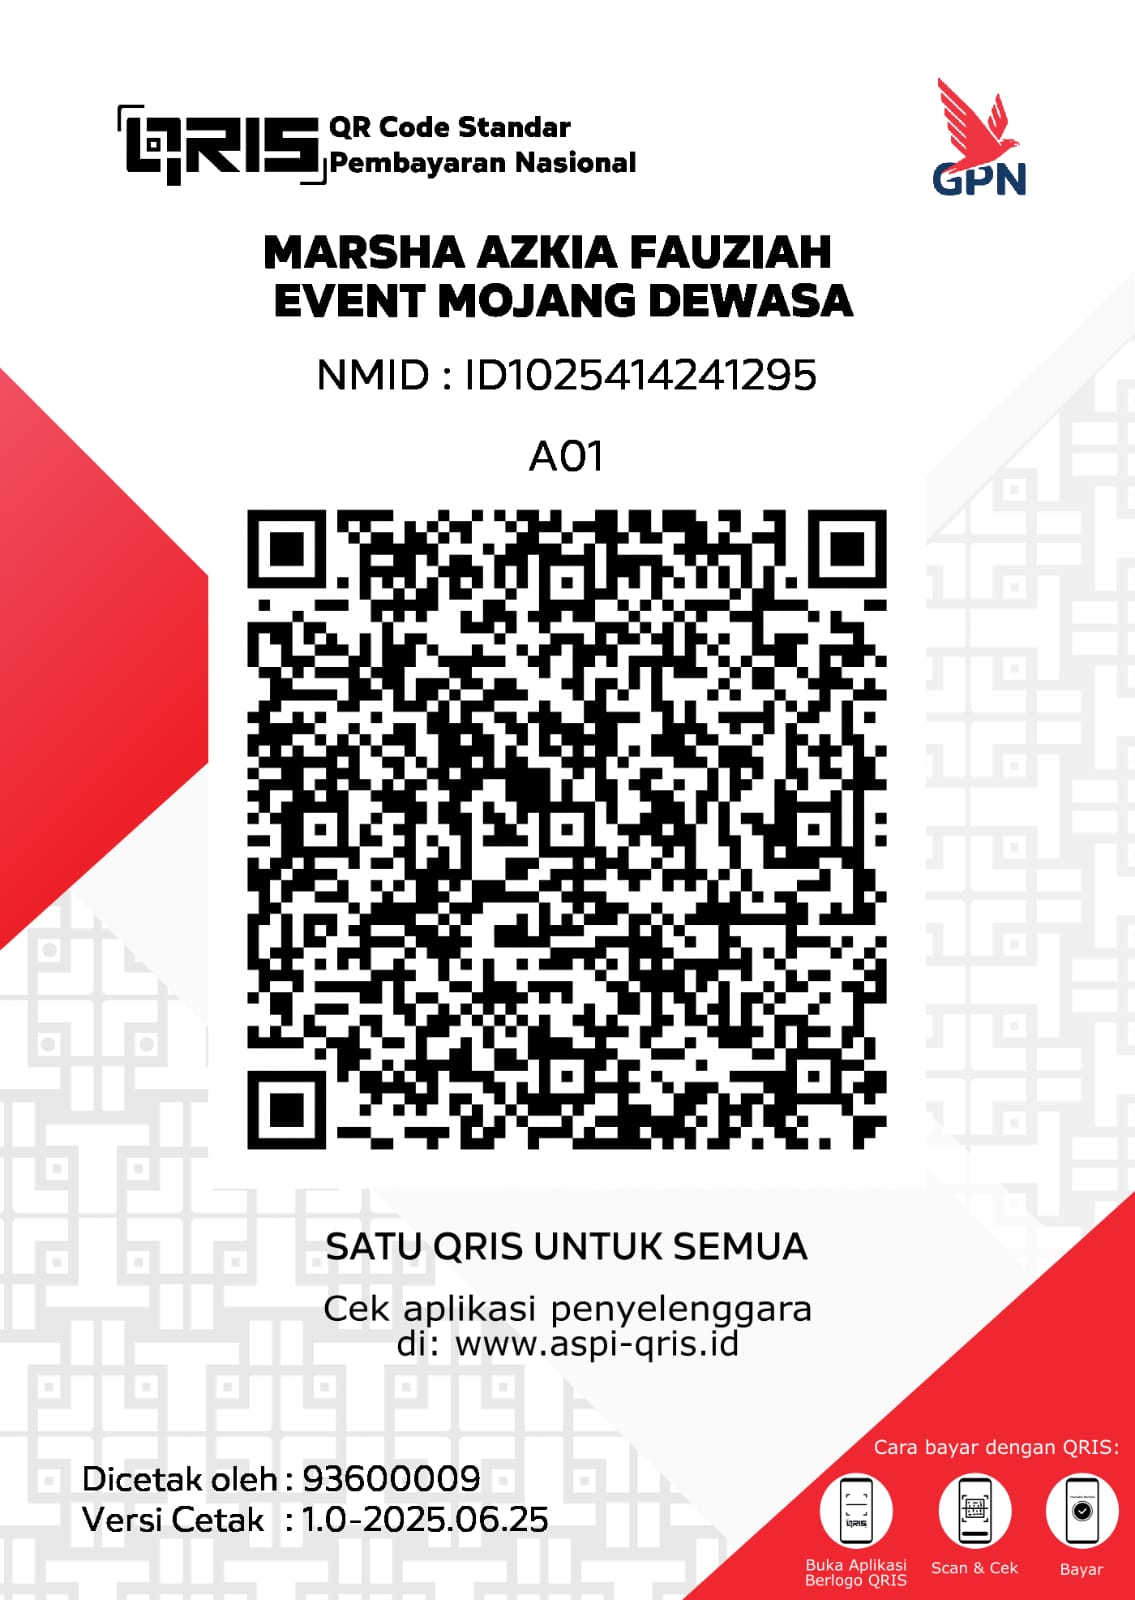 QRIS
QR Code Standar
Pembayaran Nasional
GPN
MARSHA AZKIA FAUZIAH
EVENT MOJANG DEWASA
NMID : ID1025414241295
A01
SATU QRIS UNTUK SEMUA
Cek aplikasi penyelenggara
di: www.aspi-qris.id
Dicetak oleh : 93600009
Versi Cetak : 1.0-2025.06.25
Cara bayar dengan QRIS:
QRIS
Buka Aplikasi
Berlogo QRIS
Scan & Cek
Bayar